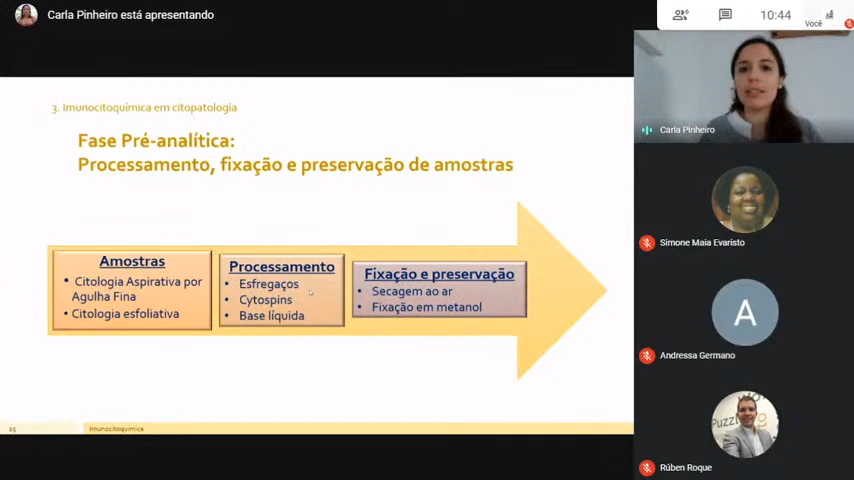 Carla Pinheiro está apresentando
6
10:44
Você
3. Imunocitoquímica em citopatologia
Fase Pré-analítica:
Processamento, fixação e preservação de amostras
Amostras
• Citologia Aspirativa por
Agulha Fina
• Citologia esfoliativa
Processamento
• Esfregaços
• Cytospins
• Base líquida
Fixação e preservação
• Secagem ao ar
• Fixação em metanol
25
Imunocitoquímica
Carla Pinheiro
Simone Maia Evaristo
A
Andressa Germano
Puzzl
Rúben Roque